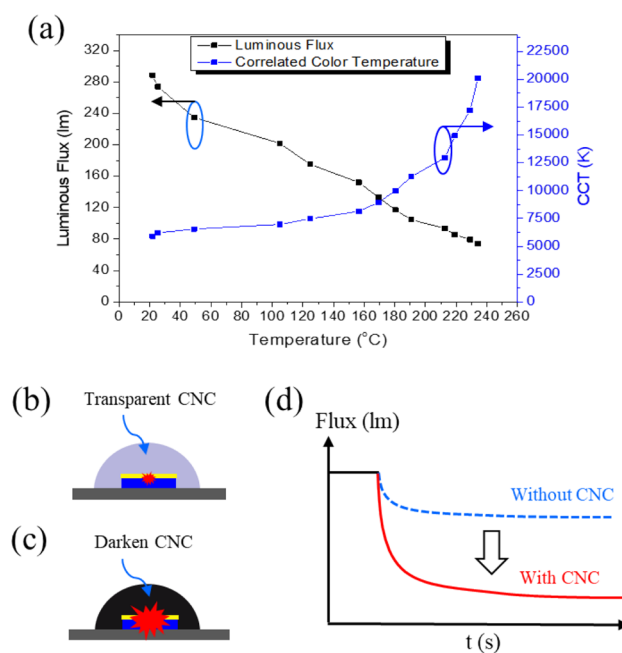 (a)
Luminous Flux
Correlated Color Temperature
Luminous Flux (lm)
320
280
240
200
160
120
80
40
0
22500
20000
17500
15000
12500
10000
7500
5000
2500
0
CCT (K)
0 20 40 60 80 100 120 140 160 180 200 220 240 260
Temperature (°C)
(b)
Transparent CNC
(c)
Darken CNC
(d)
Flux (lm)
Without CNC
With CNC
t (s)